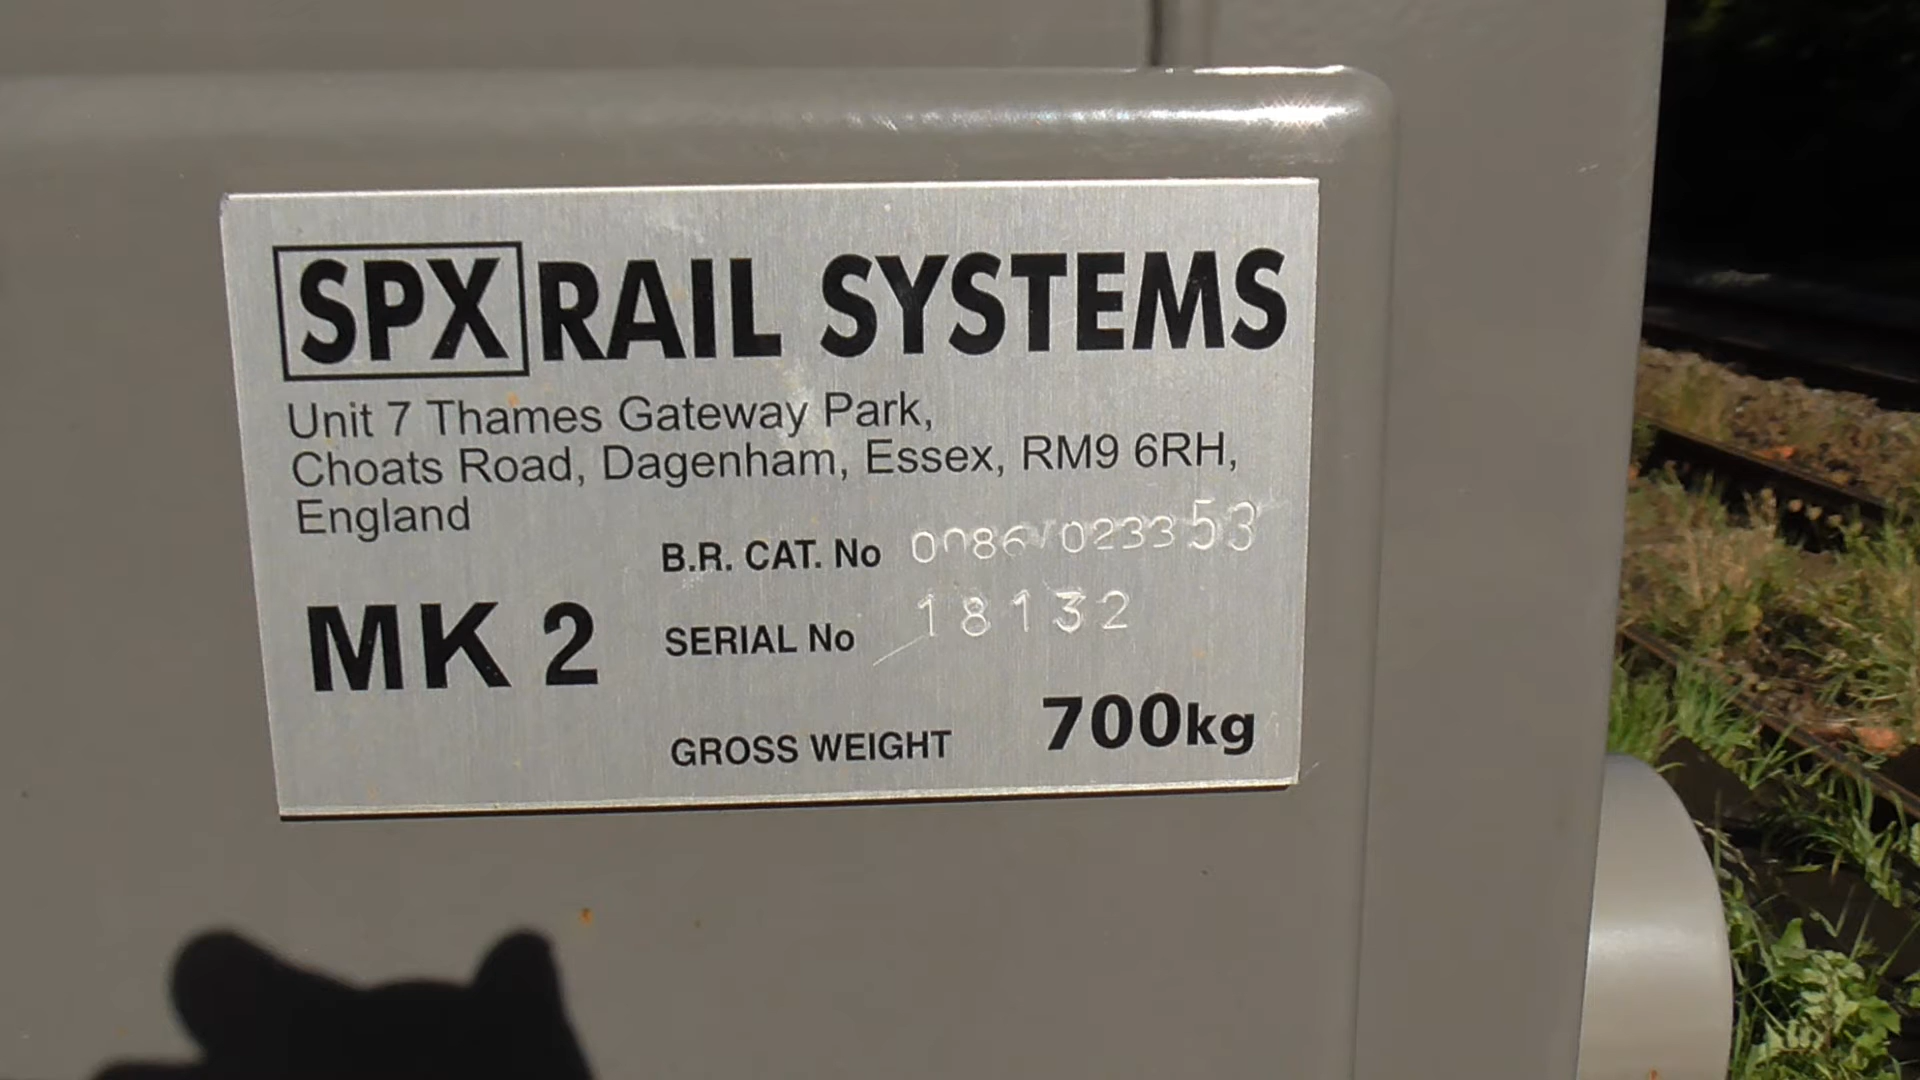 SPX RAIL SYSTEMS
Unit 7 Thames Gateway Park,
Choats Road, Dagenham, Essex, RM9 6RH,
England
B.R. CAT. No 0086/023353
MK 2
SERIAL No 18132
GROSS WEIGHT 700kg